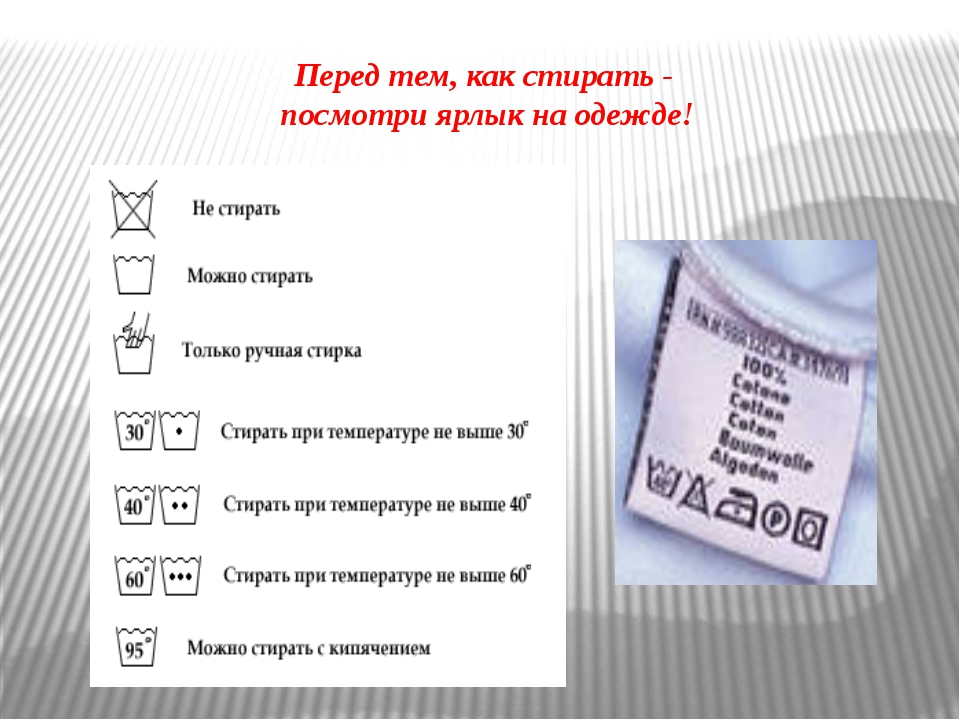 Перед тем, как стирать -
посмотри ярлык на одежде!
Не стирать
Можно стирать
Только ручная стирка
30° Стирать при температуре не выше 30°
40° Стирать при температуре не выше 40°
60° Стирать при температуре не выше 60°
95° Можно стирать с кипячением
100%
Cotone
Cotton
Coton
Baumwolle
Algodon
P